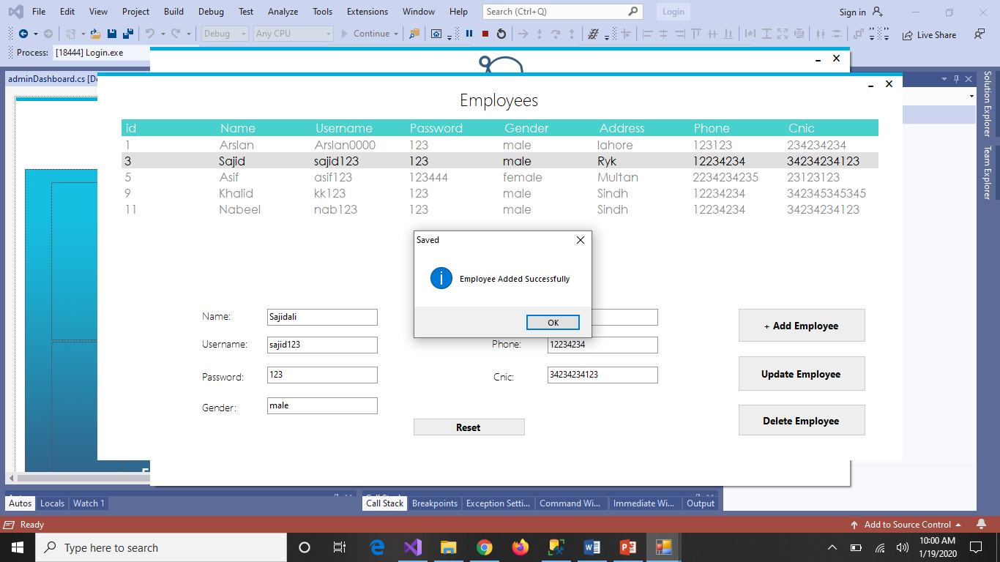 File Edit View Project Build Debug Test Analyze Tools Extensions Window Help Search (Ctrl+Q) Login Sign in
Debug Any CPU Continue Live Share
Process: [18444] Login.exe
adminDashboard.cs [D
Solution Explorer
Team Explorer
Employees
id Name Username Password Gender Address Phone Cnic
1 Arslan Arslan0000 123 male lahore 123123 234234234
3 Sajid sajid123 123 male Ryk 12234234 34234234123
5 Asif asif123 123444 female Multan 2234234235 23123123
9 Khalid kk123 123 male Sindh 12234234 342345345345
11 Nabeel nab123 123 male Sindh 12234234 34234234123
Saved
Employee Added Successfully
OK
Name: Sajidali + Add Employee
Username: sajid123 Phone: 12234234
Password: 123 Cnic: 34234234123 Update Employee
Gender: male
Reset Delete Employee
Autos Locals Watch 1 Call Stack Breakpoints Exception Setti... Command Wi... Immediate Wi... Output
Ready Add to Source Control
Type here to search
10:00 AM
1/19/2020